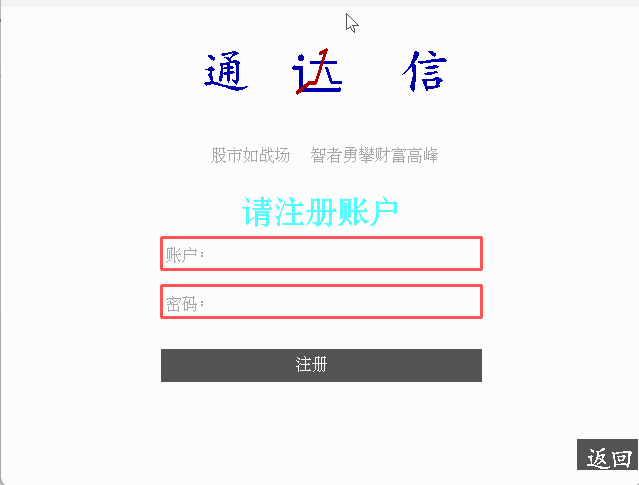 通达信
股市如战场 智者勇攀财富高峰
请注册账户
账户：
密码：
注册
返回